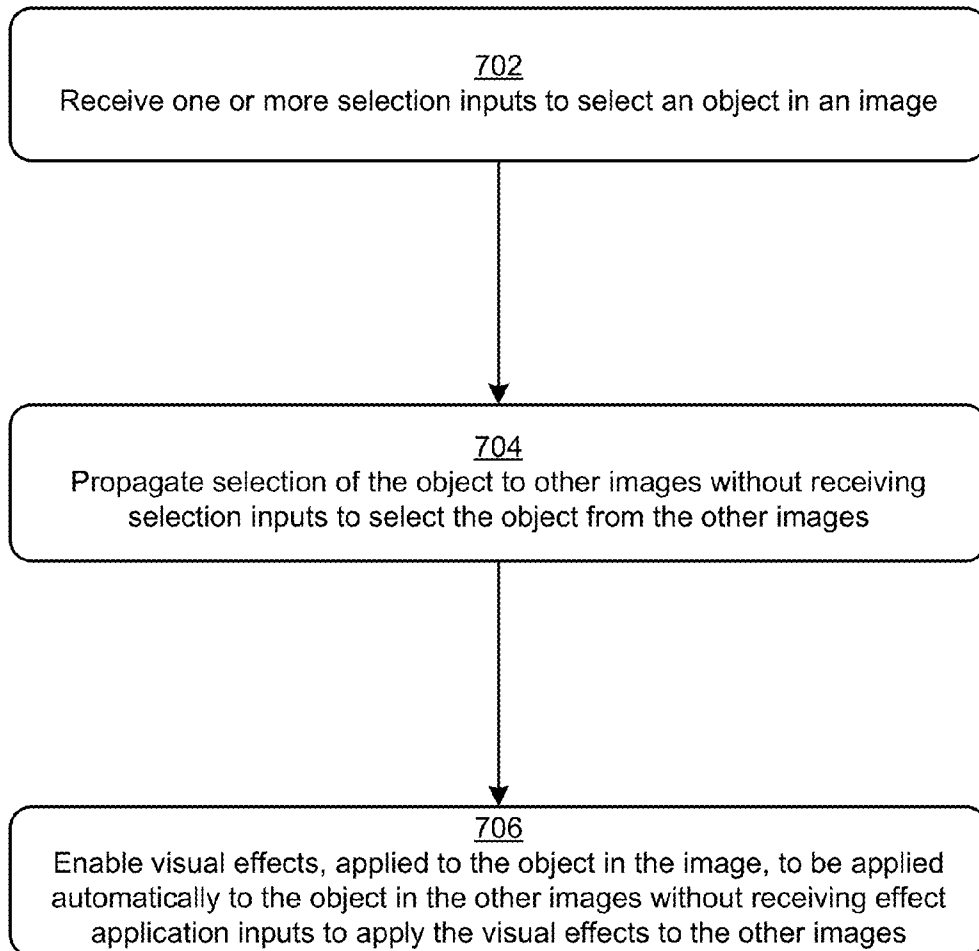 702
Receive one or more selection inputs to select an object in an image
704
Propagate selection of the object to other images without receiving
selection inputs to select the object from the other images
706
Enable visual effects, applied to the object in the image, to be applied
automatically to the object in the other images without receiving effect
application inputs to apply the visual effects to the other images